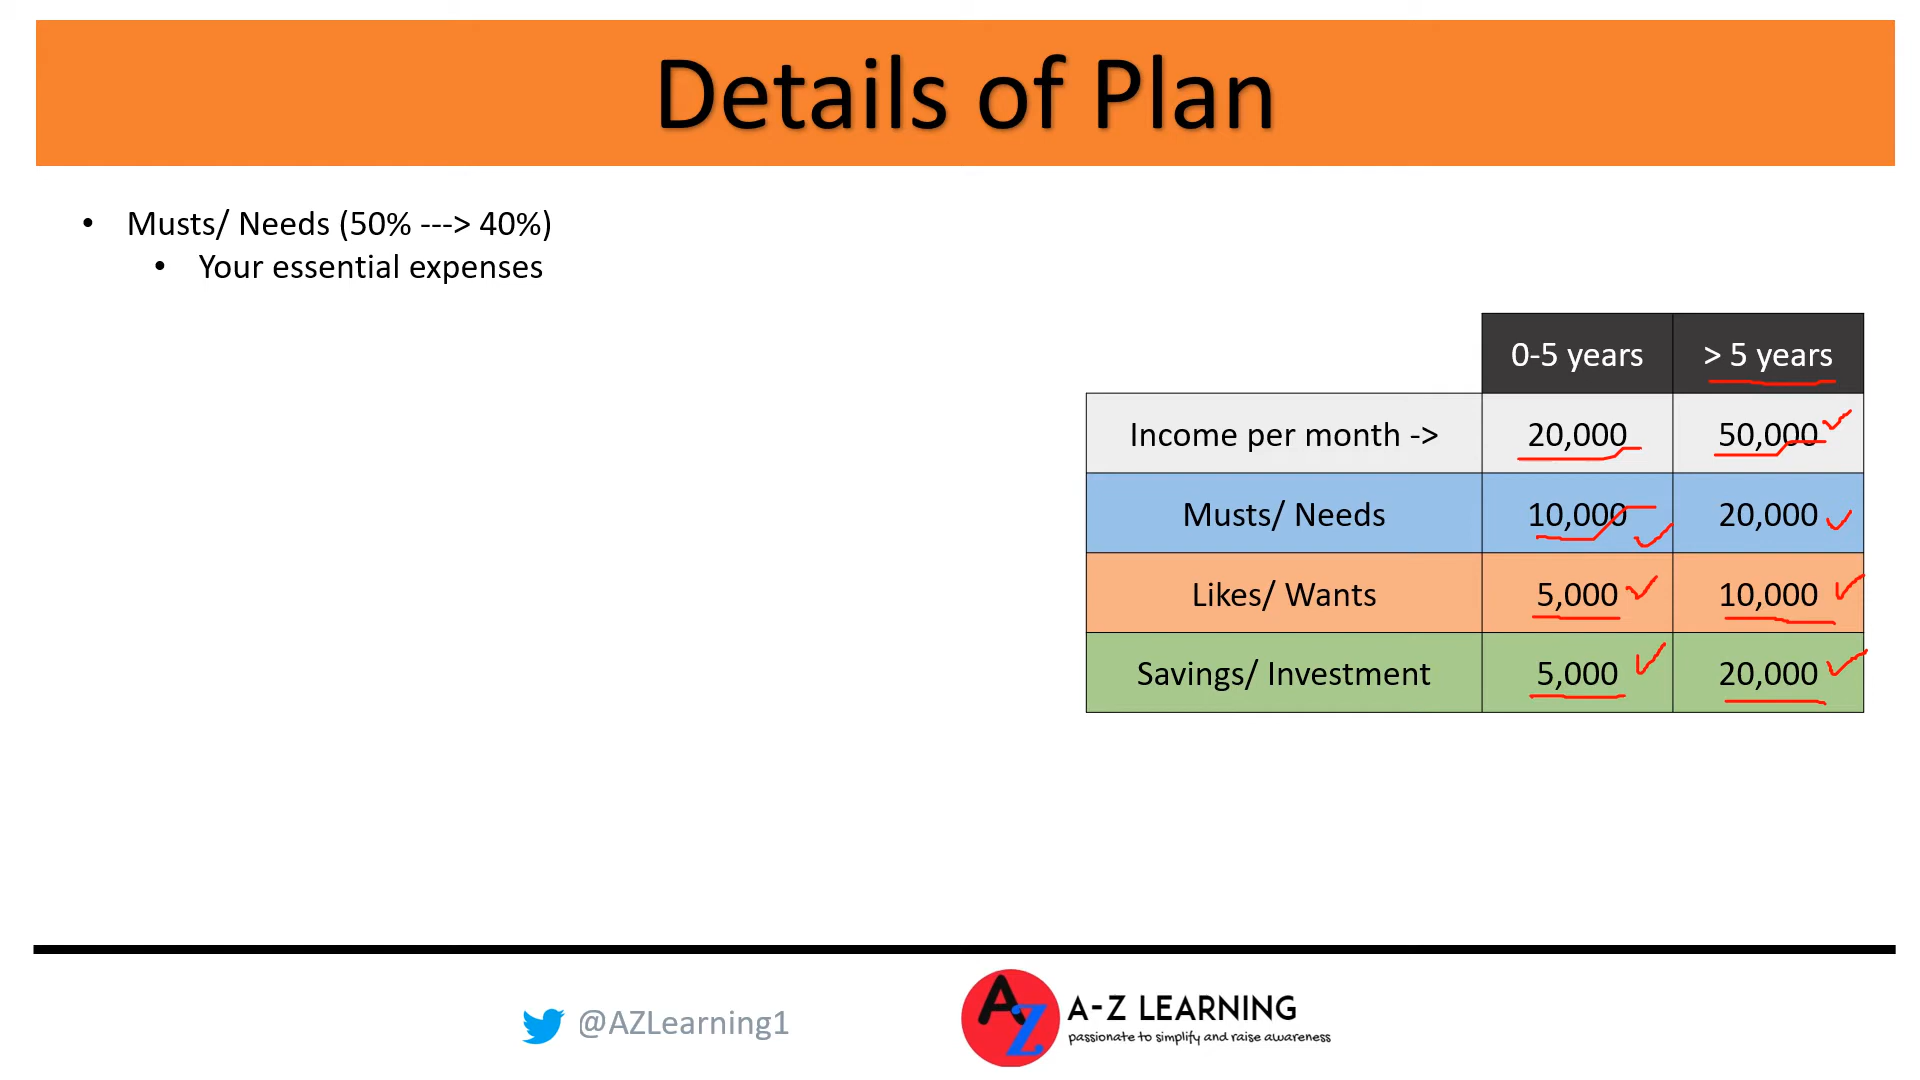 Details of Plan
• Musts/ Needs (50% ---> 40%)
• Your essential expenses
0-5 years > 5 years
Income per month -> 20,000 50,000
Musts/ Needs 10,000 20,000
Likes/ Wants 5,000 10,000
Savings/ Investment 5,000 20,000
@AZLearning1
AZ
A-Z LEARNING
passionate to simplify and raise awareness